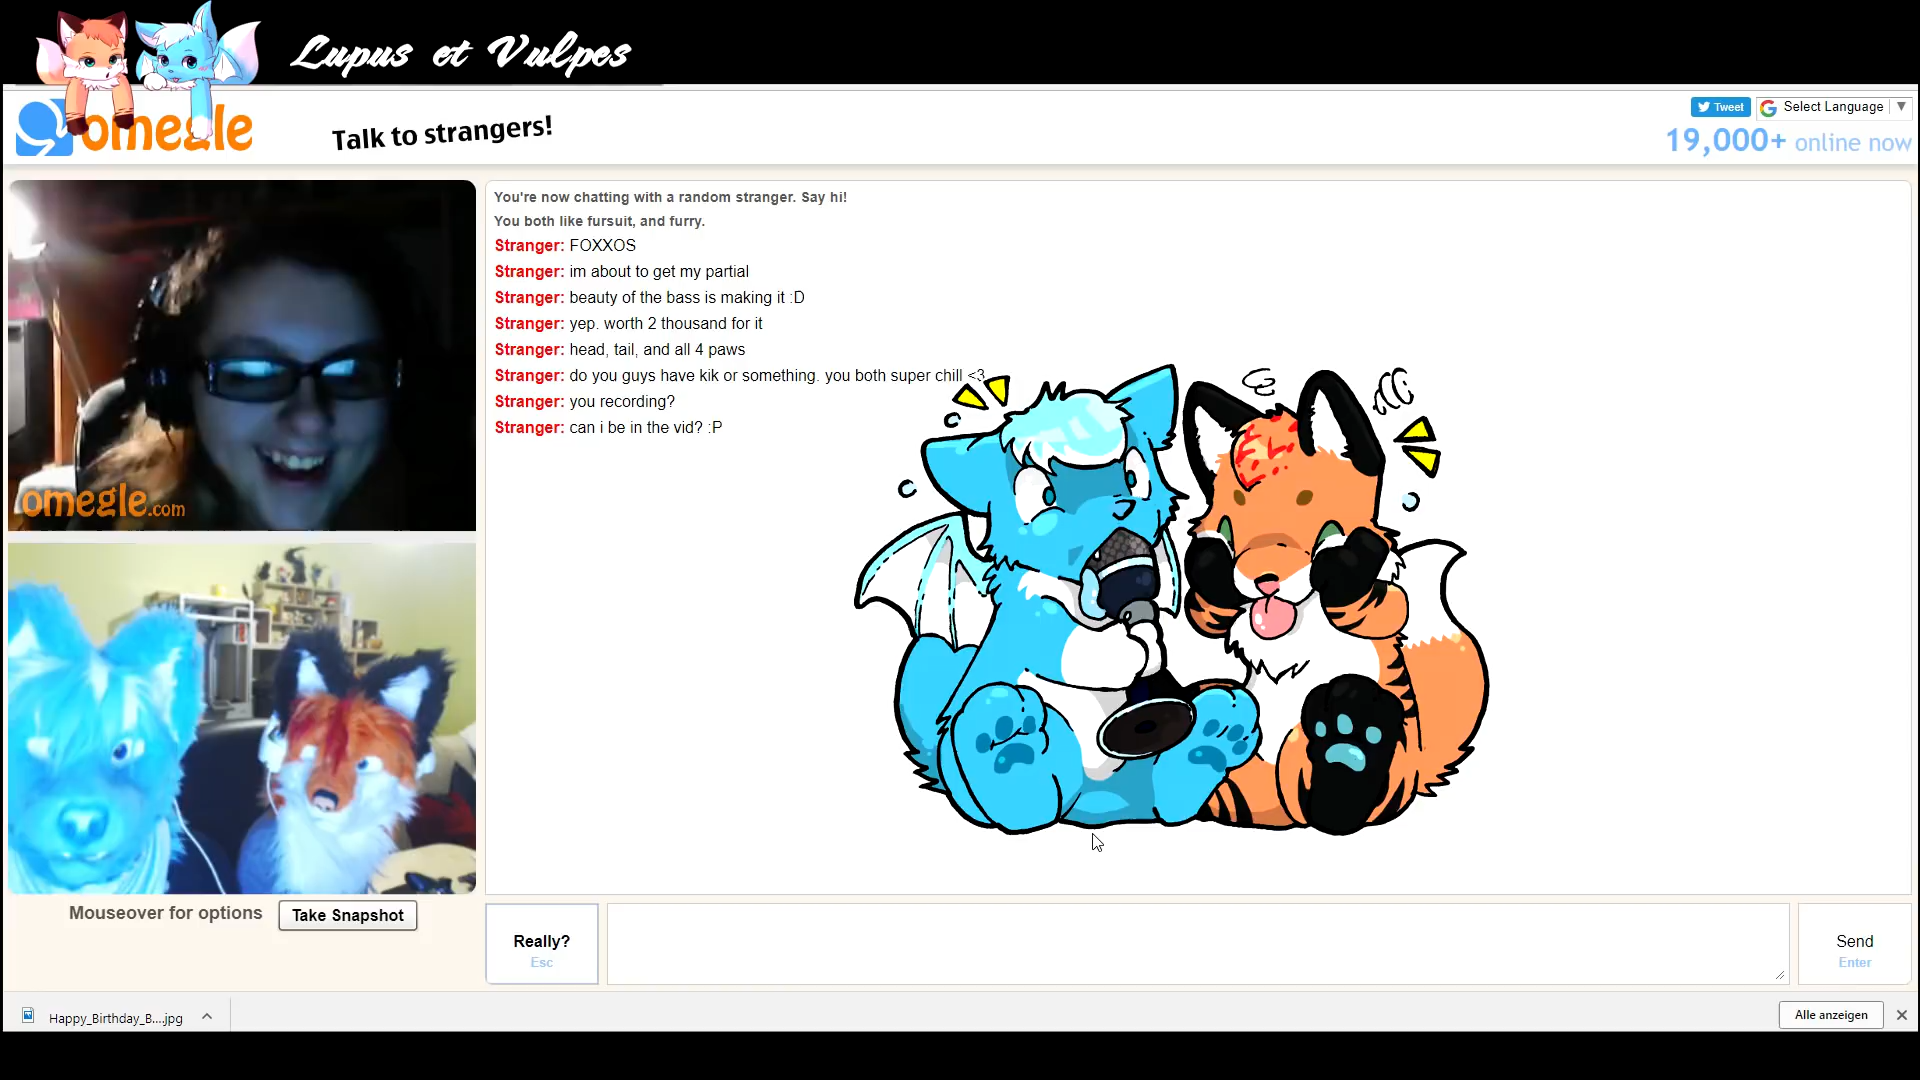 Lupus et Vulpes
omegle
Talk to strangers!
Tweet
Select Language
19,000+ online now
You're now chatting with a random stranger. Say hi!
You both like fursuit, and furry.
Stranger: FOXXOS
Stranger: im about to get my partial
Stranger: beauty of the bass is making it :D
Stranger: yep. worth 2 thousand for it
Stranger: head, tail, and all 4 paws
Stranger: do you guys have kik or something. you both super chill <3
Stranger: you recording?
Stranger: can i be in the vid? :P
omegle.com
Mouseover for options
Take Snapshot
Really?
Esc
Send
Enter
Happy_Birthday_B....jpg
Alle anzeigen